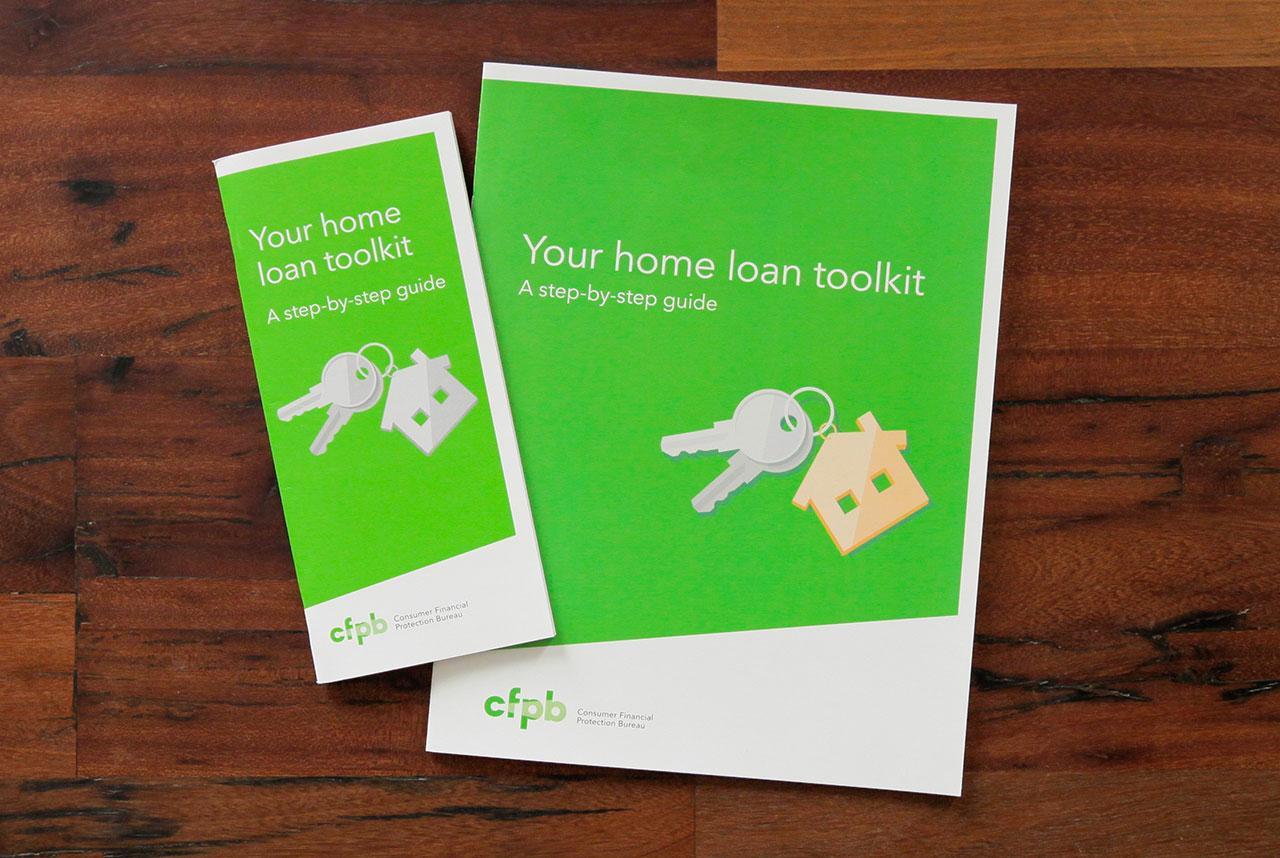 Your home
loan toolkit
A step-by-step guide
cfpb Consumer Financial
Protection Bureau
Your home loan toolkit
A step-by-step guide
cfpb Consumer Financial
Protection Bureau